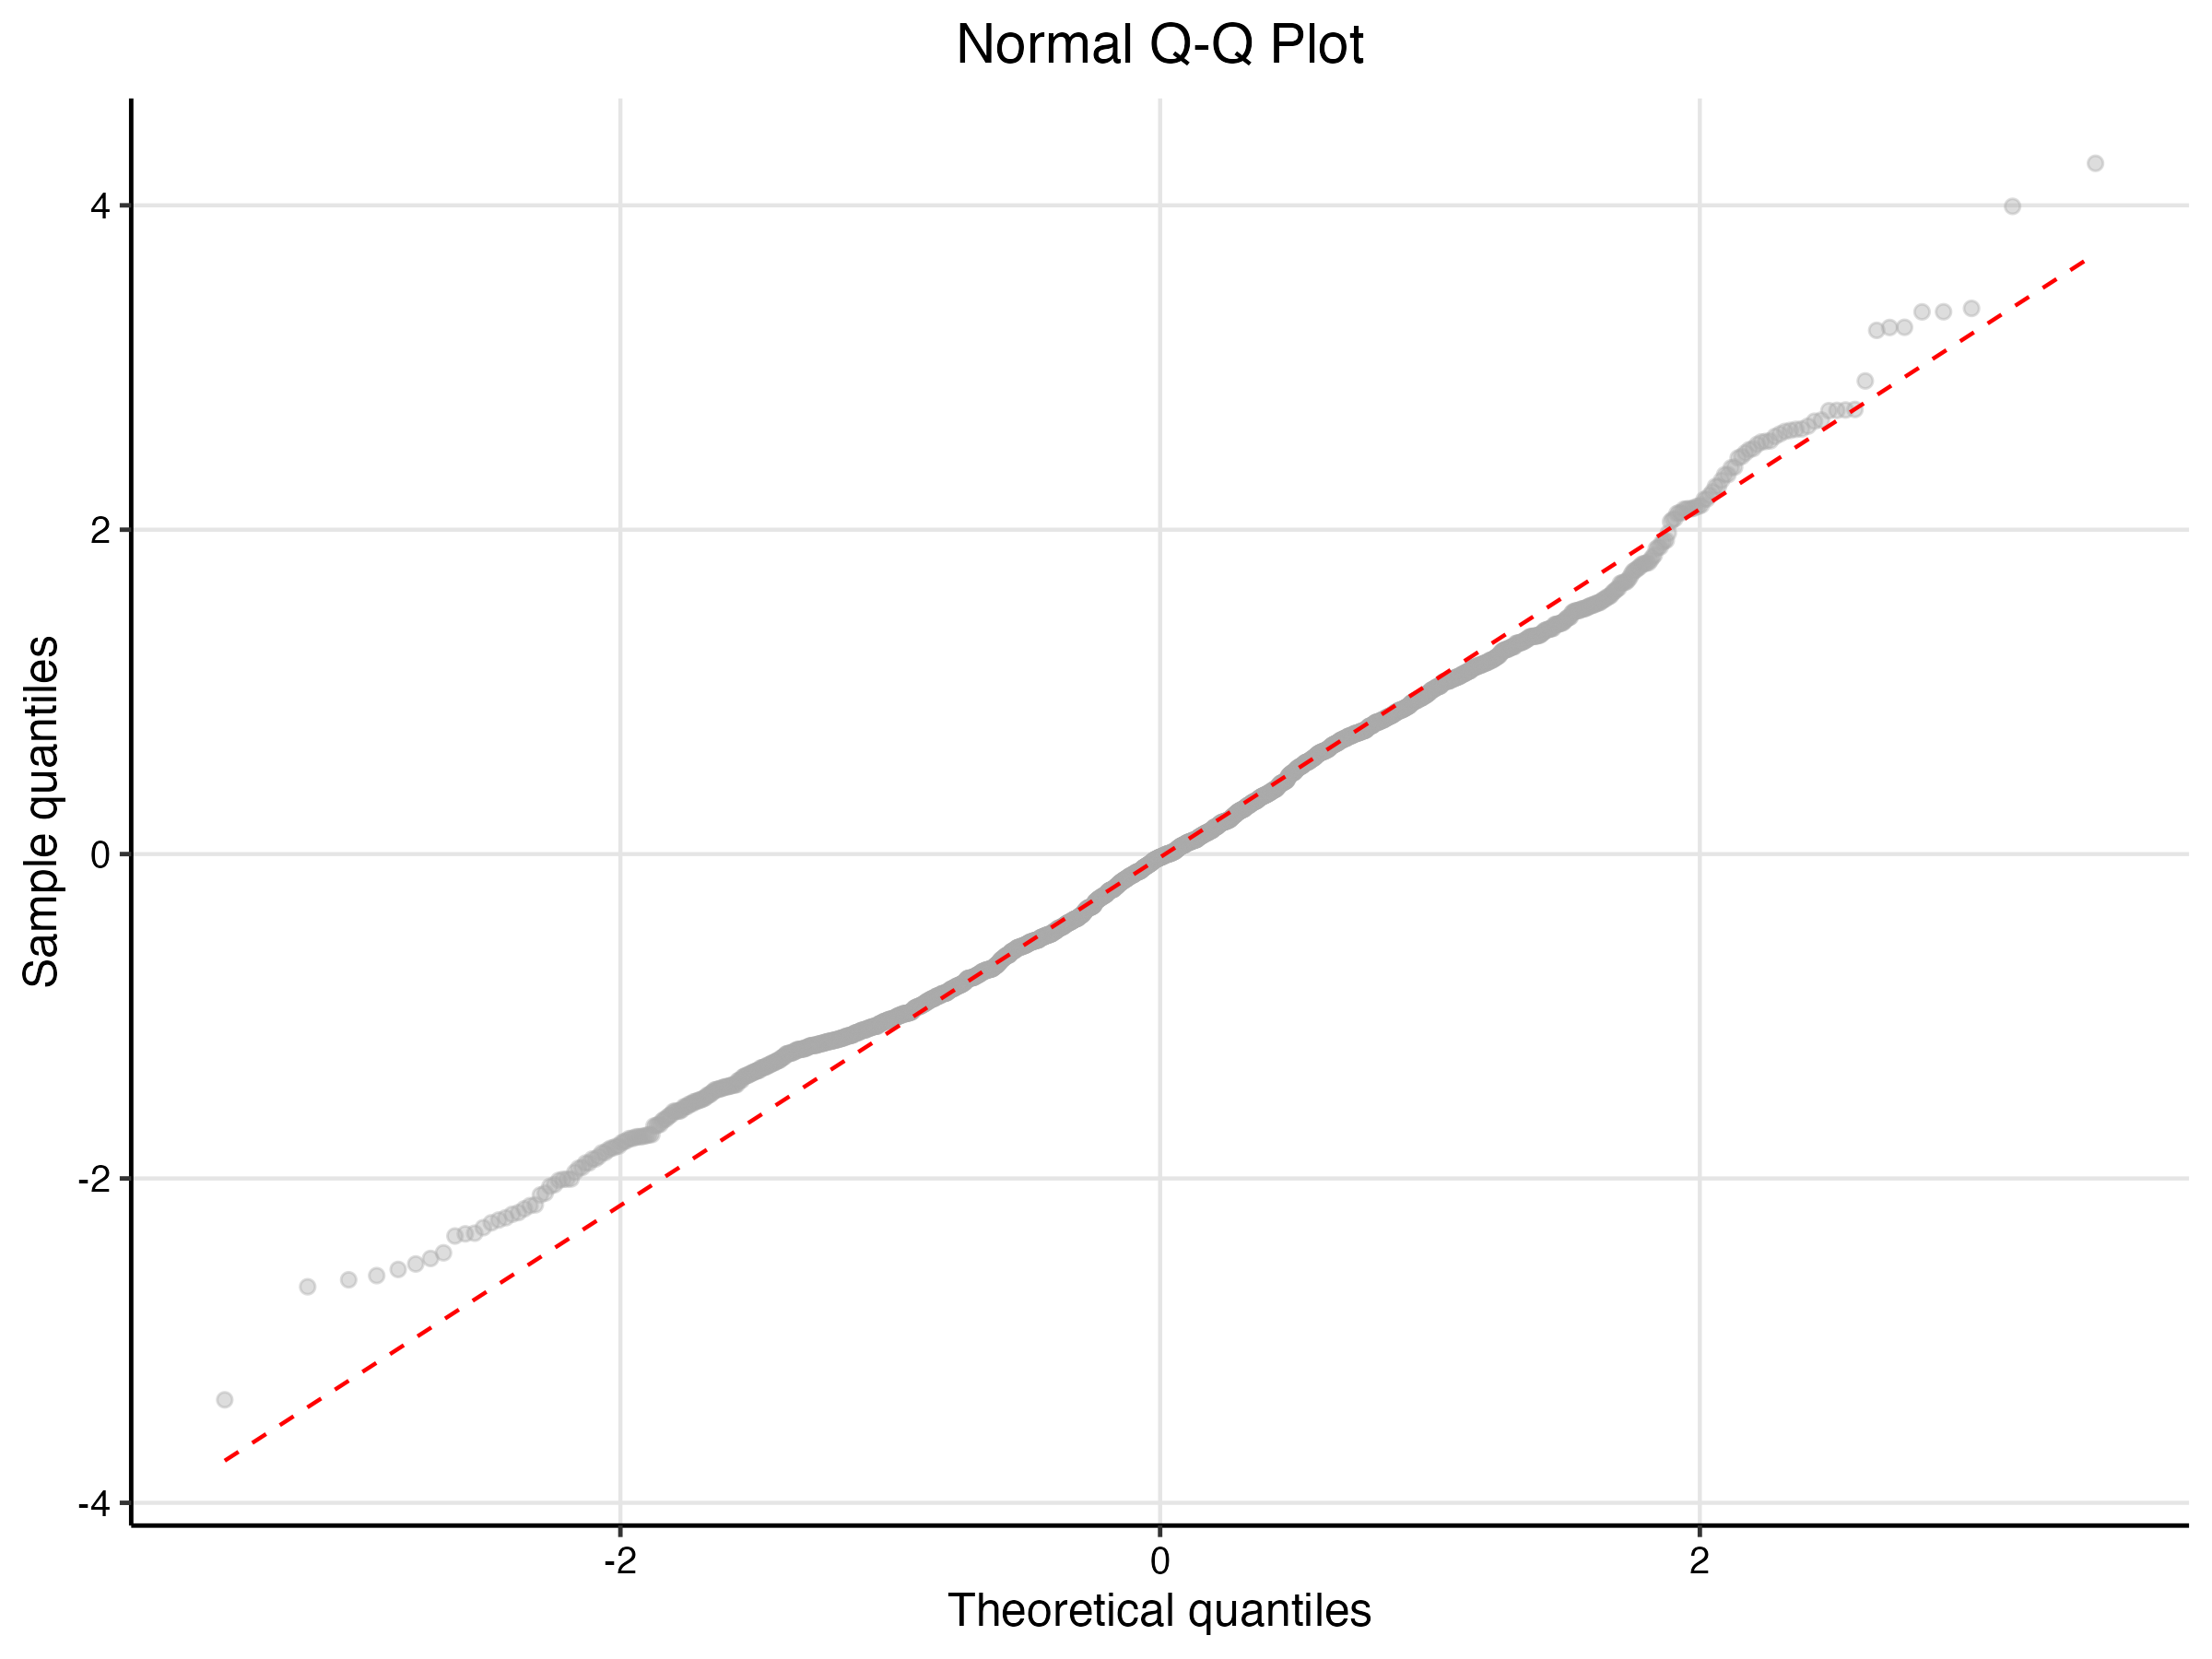 Normal Q-Q Plot
4
2
0
-2
-4
Sample quantiles
-2 0 2
Theoretical quantiles